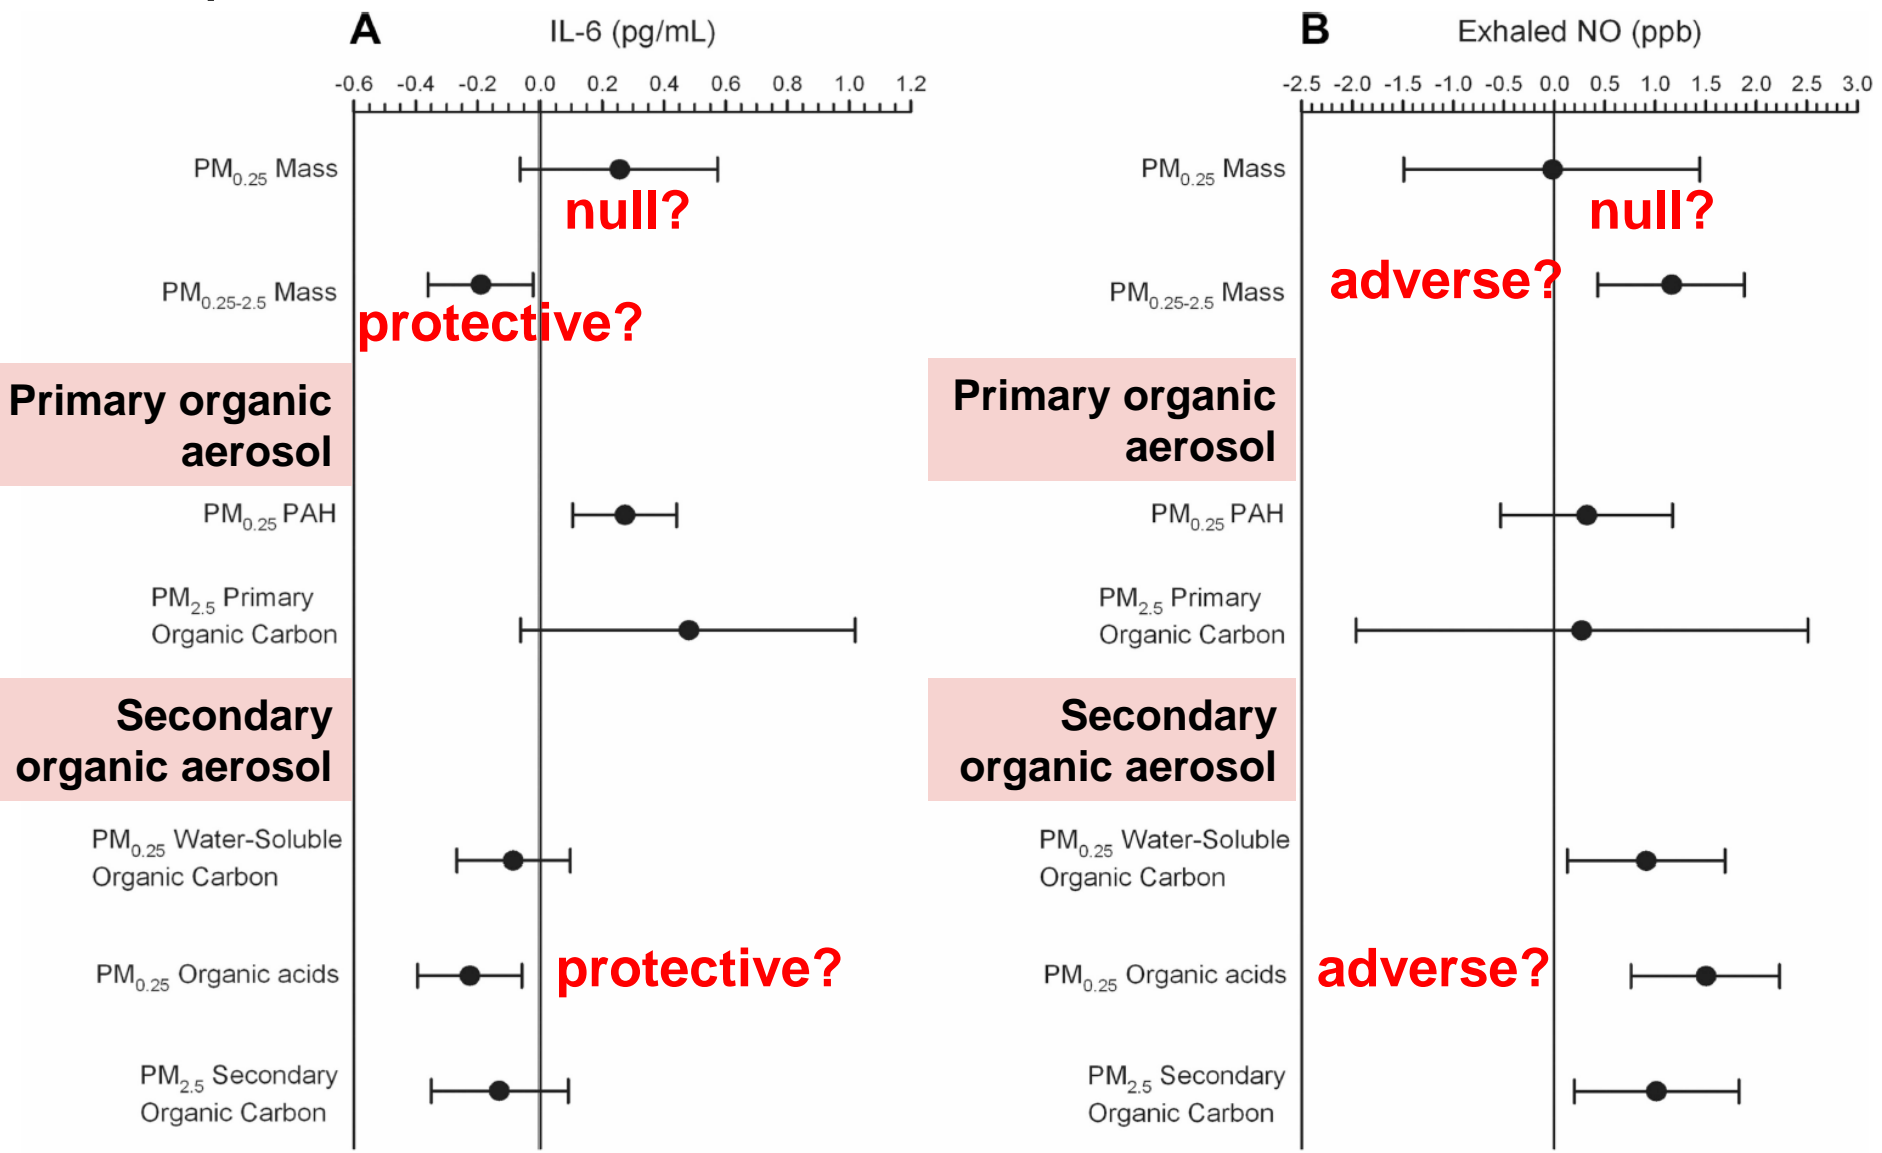 A
IL-6 (pg/mL)
-0.6 -0.4 -0.2 0.0 0.2 0.4 0.6 0.8 1.0 1.2
PM0.25 Mass
null?
PM0.25-2.5 Mass
protective?
Primary organic
aerosol
PM0.25 PAH
PM2.5 Primary
Organic Carbon
Secondary
organic aerosol
PM0.25 Water-Soluble
Organic Carbon
PM0.25 Organic acids
protective?
PM2.5 Secondary
Organic Carbon
B
Exhaled NO (ppb)
-2.5 -2.0 -1.5 -1.0 -0.5 0.0 0.5 1.0 1.5 2.0 2.5 3.0
PM0.25 Mass
null?
adverse?
PM0.25-2.5 Mass
Primary organic
aerosol
PM0.25 PAH
PM2.5 Primary
Organic Carbon
Secondary
organic aerosol
PM0.25 Water-Soluble
Organic Carbon
PM0.25 Organic acids
adverse?
PM2.5 Secondary
Organic Carbon